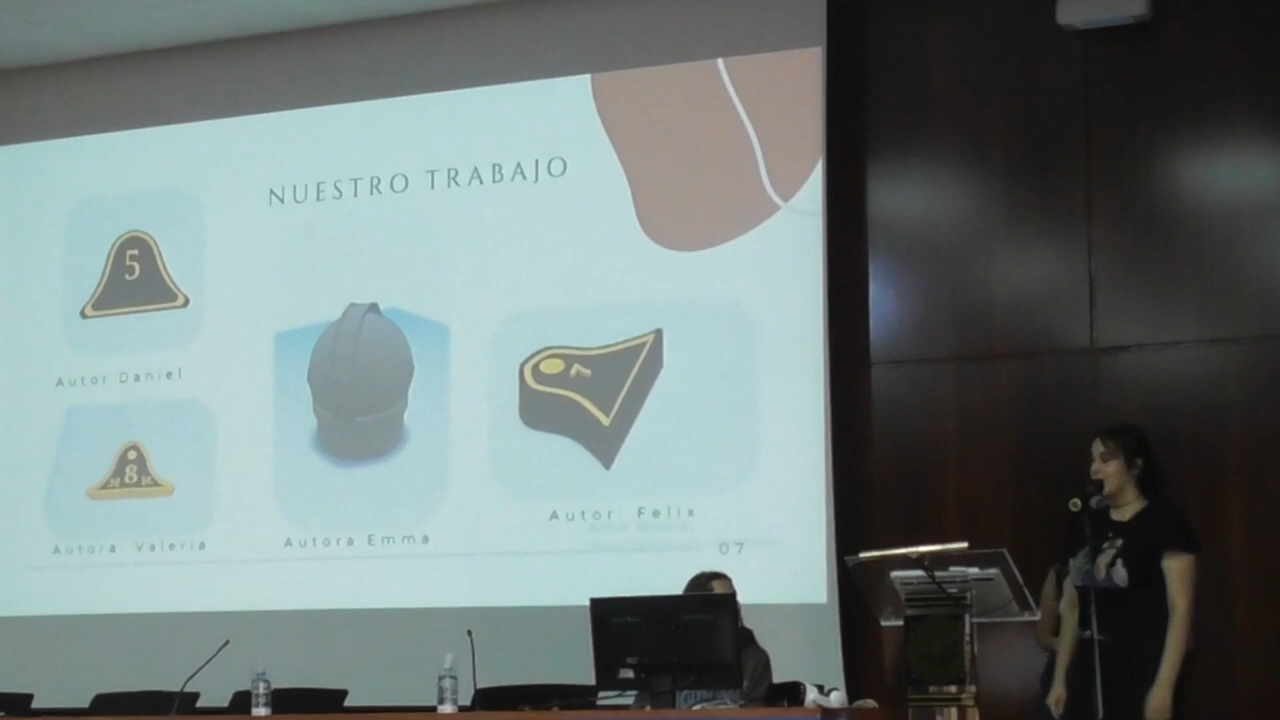 NUESTRO TRABAJO
5
Autor Daniel
8
Autora Valeria
Autora Emma
Autor Felix
07